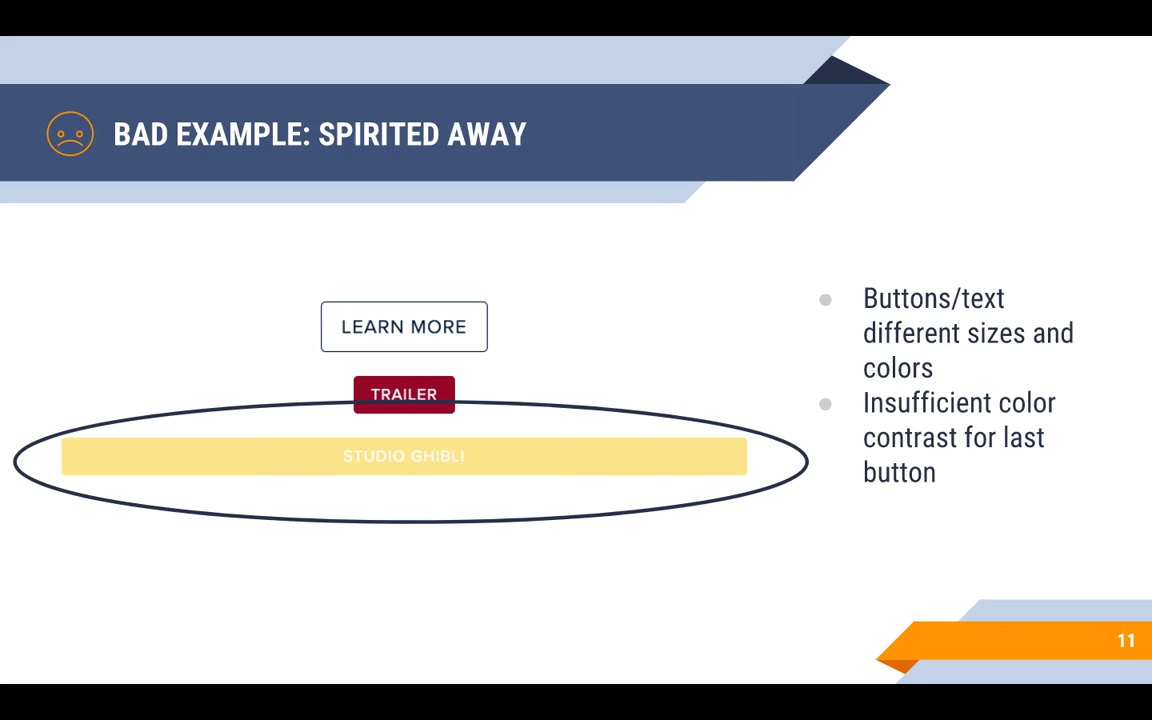 BAD EXAMPLE: SPIRITED AWAY
LEARN MORE
TRAILER
STUDIO GHIBLI
Buttons/text
different sizes and
colors
Insufficient color
contrast for last
button
11